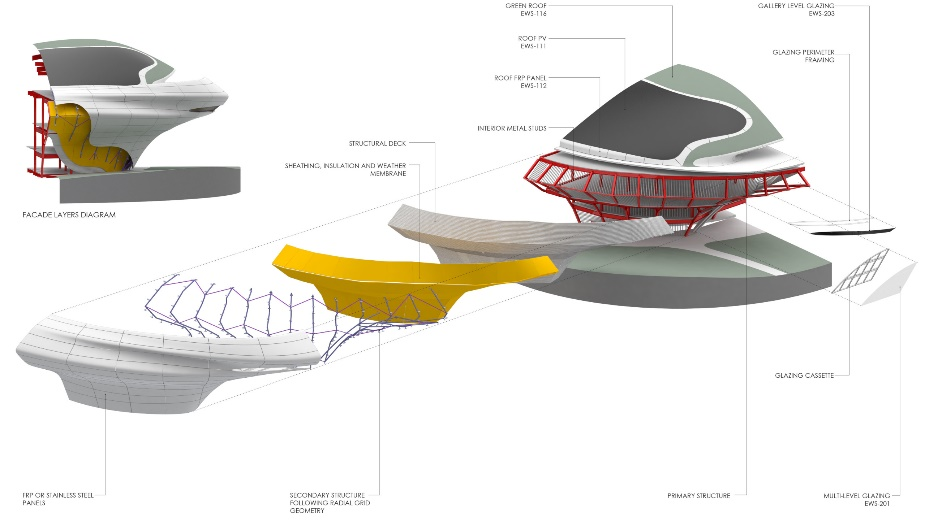 GREEN ROOF
EWS-116
GALLERY LEVEL GLAZING
EWS-203
ROOF PV
EWS-111
GLAZING PERIMETER
FRAMING
ROOF FRP PANEL
EWS-112
INTERIOR METAL STUDS
STRUCTURAL DECK
SHEATHING, INSULATION AND WEATHER
MEMBRANE
FACADE LAYERS DIAGRAM
GLAZING CASSETTE
FRP OR STAINLESS STEEL
PANELS
SECONDARY STRUCTURE
FOLLOWING RADIAL GRID
GEOMETRY
PRIMARY STRUCTURE
MULTI-LEVEL GLAZING
EWS-201